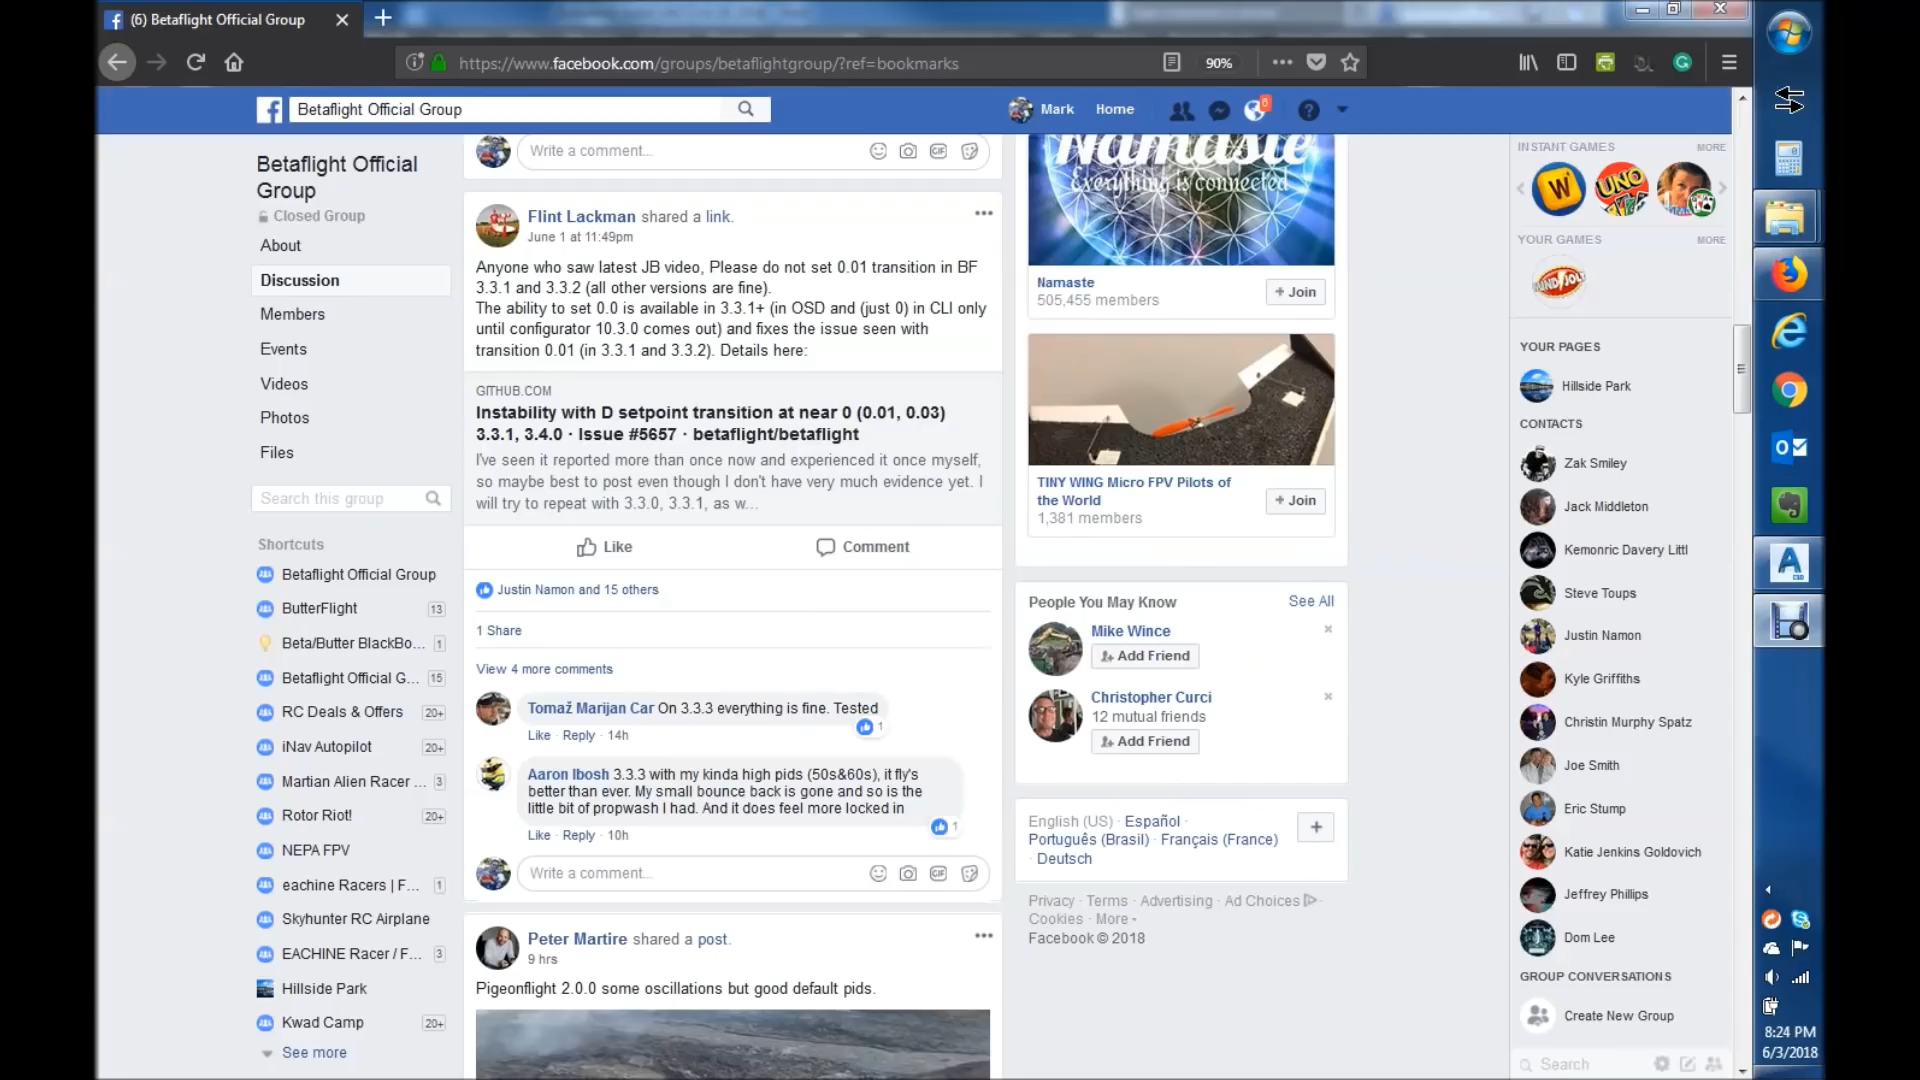 (6) Betaflight Official Group
https://www.facebook.com/groups/betaflightgroup/?ref=bookmarks
90%
Betaflight Official Group
Mark
Home
6
Betaflight Official
Group
Closed Group
About
Discussion
Members
Events
Videos
Photos
Files
Search this group
Shortcuts
Betaflight Official Group
ButterFlight 13
Beta/Butter BlackBo... 1
Betaflight Official G... 15
RC Deals & Offers 20+
iNav Autopilot 20+
Martian Alien Racer ... 3
Rotor Riot! 20+
NEPA FPV
eachine Racers | F... 1
Skyhunter RC Airplane
EACHINE Racer / F... 3
Hillside Park
Kwad Camp 20+
See more
Write a comment...
GIF
Flint Lackman shared a link.
June 1 at 11:49pm
Anyone who saw latest JB video, Please do not set 0.01 transition in BF
3.3.1 and 3.3.2 (all other versions are fine).
The ability to set 0.0 is available in 3.3.1+ (in OSD and (just 0) in CLI only
until configurator 10.3.0 comes out) and fixes the issue seen with
transition 0.01 (in 3.3.1 and 3.3.2). Details here:
GITHUB.COM
Instability with D setpoint transition at near 0 (0.01, 0.03)
3.3.1, 3.4.0 · Issue #5657 · betaflight/betaflight
I've seen it reported more than once now and experienced it once myself,
so maybe best to post even though I don't have very much evidence yet. I
will try to repeat with 3.3.0, 3.3.1, as w...
Like
Comment
Justin Namon and 15 others
1 Share
View 4 more comments
Tomaž Marijan Car On 3.3.3 everything is fine. Tested
1
Like · Reply · 14h
Aaron Ibosh 3.3.3 with my kinda high pids (50s&60s), it fly's
better than ever. My small bounce back is gone and so is the
little bit of propwash I had. And it does feel more locked in
1
Like · Reply · 10h
Write a comment...
GIF
Peter Martire shared a post.
9 hrs
Pigeonflight 2.0.0 some oscillations but good default pids.
Namaste
Everything is connected
Namaste
505,455 members
+ Join
TINY WING Micro FPV Pilots of
the World
1,381 members
+ Join
People You May Know
See All
Mike Wince
Add Friend
Christopher Curci
12 mutual friends
Add Friend
English (US) · Español ·
Português (Brasil) · Français (France)
· Deutsch
Privacy · Terms · Advertising · Ad Choices ·
Cookies · More
Facebook © 2018
INSTANT GAMES
MORE
W
UNO
YOUR GAMES
MORE
YOUR PAGES
Hillside Park
CONTACTS
Zak Smiley
Jack Middleton
Kemonric Davery Littl
Steve Toups
Justin Namon
Kyle Griffiths
Christin Murphy Spatz
Joe Smith
Eric Stump
Katie Jenkins Goldovich
Jeffrey Phillips
Dom Lee
GROUP CONVERSATIONS
Create New Group
Search
8:24 PM
6/3/2018